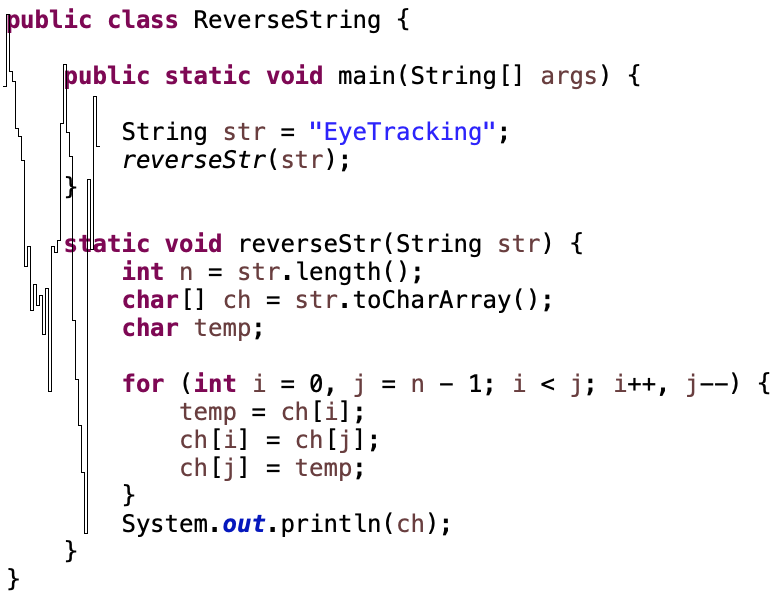 public class ReverseString {
public static void main(String[] args) {
String str = "EyeTracking";
reverseStr(str);
}
static void reverseStr(String str) {
int n = str.length();
char[] ch = str.toCharArray();
char temp;
for (int i = 0, j = n - 1; i < j; i++, j--) {
temp = ch[i];
ch[i] = ch[j];
ch[j] = temp;
}
System.out.println(ch);
}
}